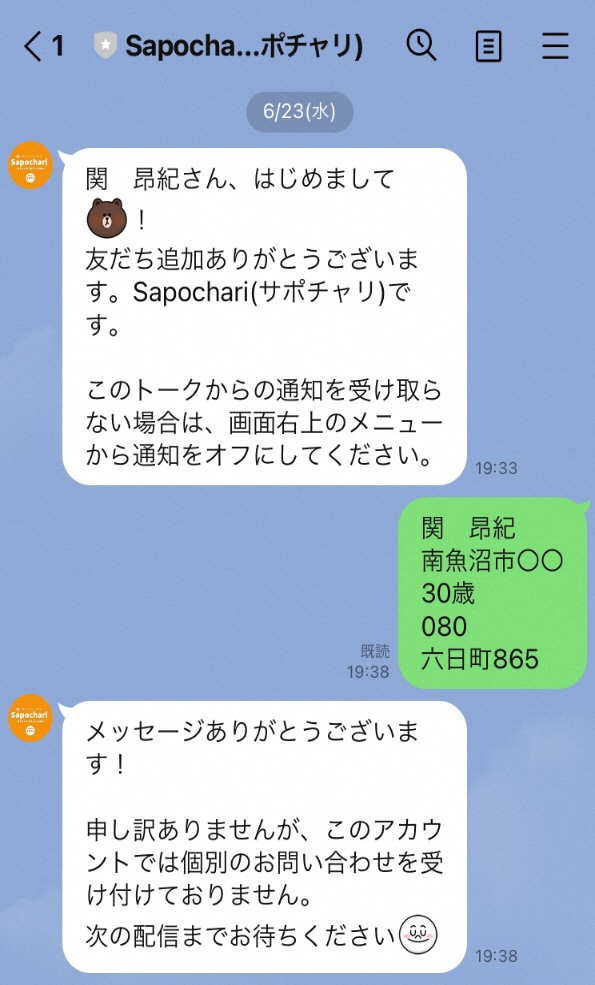 1 Sapocha...ポチャリ)
6/23(水)
Sapochari
関　昂紀さん、はじめまして
！
友だち追加ありがとうございま
す。Sapochari(サポチャリ)で
す。
このトークからの通知を受け取ら
ない場合は、画面右上のメニュー
から通知をオフにしてください。
19:33
関　昂紀
南魚沼市〇〇
30歳
080
六日町865
既読
19:38
Sapochari
メッセージありがとうございま
す！
申し訳ありませんが、このアカウ
ントでは個別のお問い合わせを受
け付けておりません。
次の配信までお待ちください
19:38